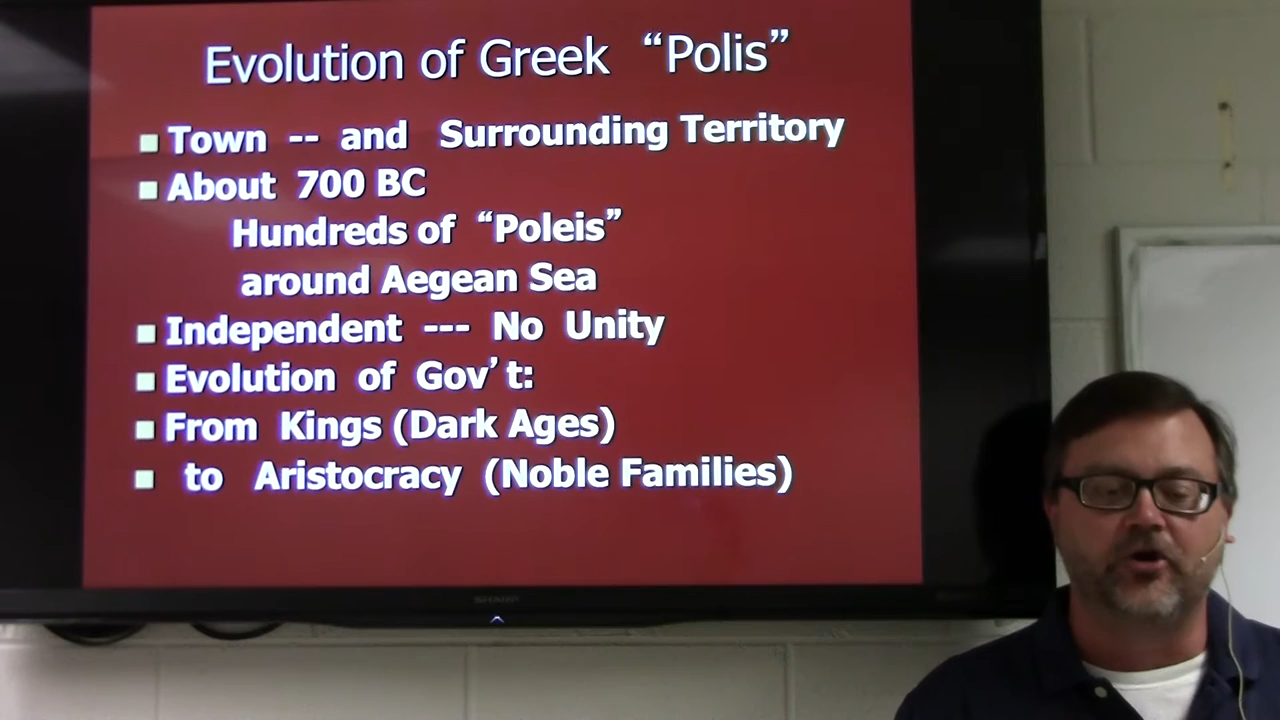 Evolution of Greek “Polis”
Town -- and Surrounding Territory
About 700 BC
Hundreds of “Poleis”
around Aegean Sea
Independent --- No Unity
Evolution of Gov’t:
From Kings (Dark Ages)
to Aristocracy (Noble Families)
SHARP